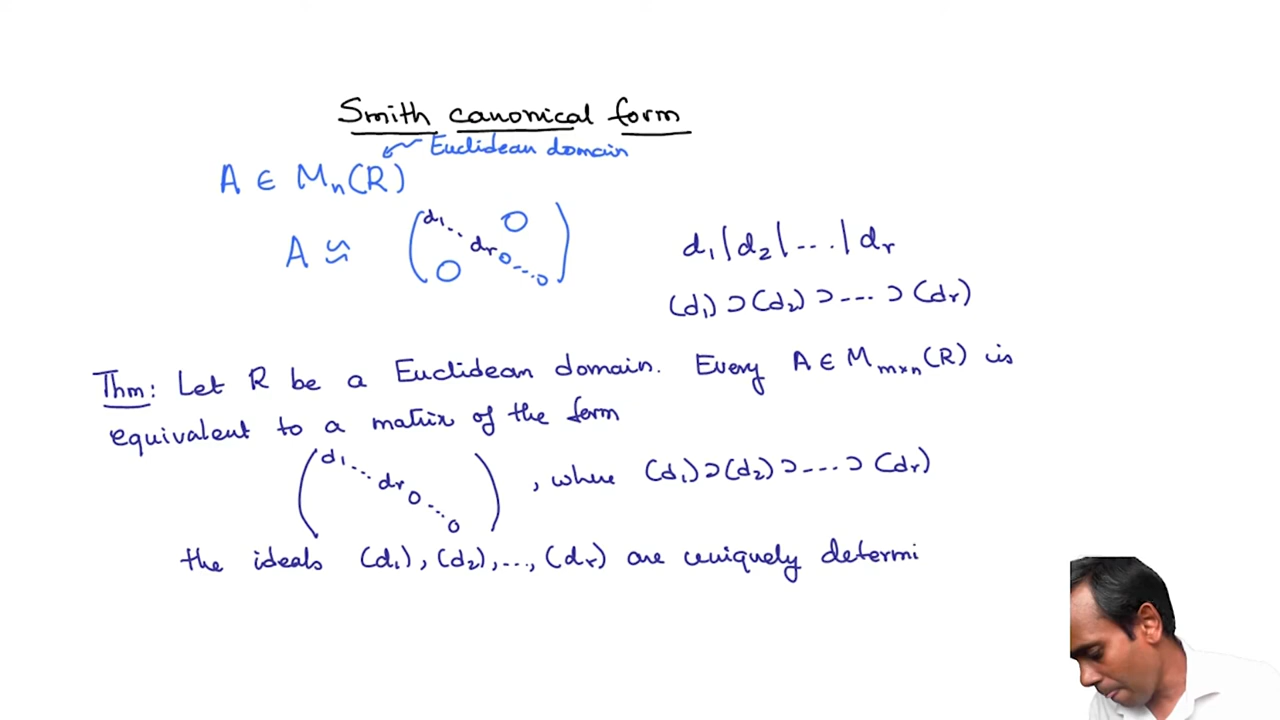 Smith canonical form
Euclidean domain
A ∈ Mn(R)
A ≈ (d1 ... dr 0 ... 0) 0 0
d1 | d2 | ... | dr
(d1) ⊃ (d2) ⊃ ... ⊃ (dr)
Thm: Let R be a Euclidean domain. Every A ∈ Mm×n(R) is
equivalent to a matrix of the form
(d1 ... dr 0 ... 0), where (d1) ⊃ (d2) ⊃ ... ⊃ (dr)
the ideals (d1), (d2), ..., (dr) are uniquely determi